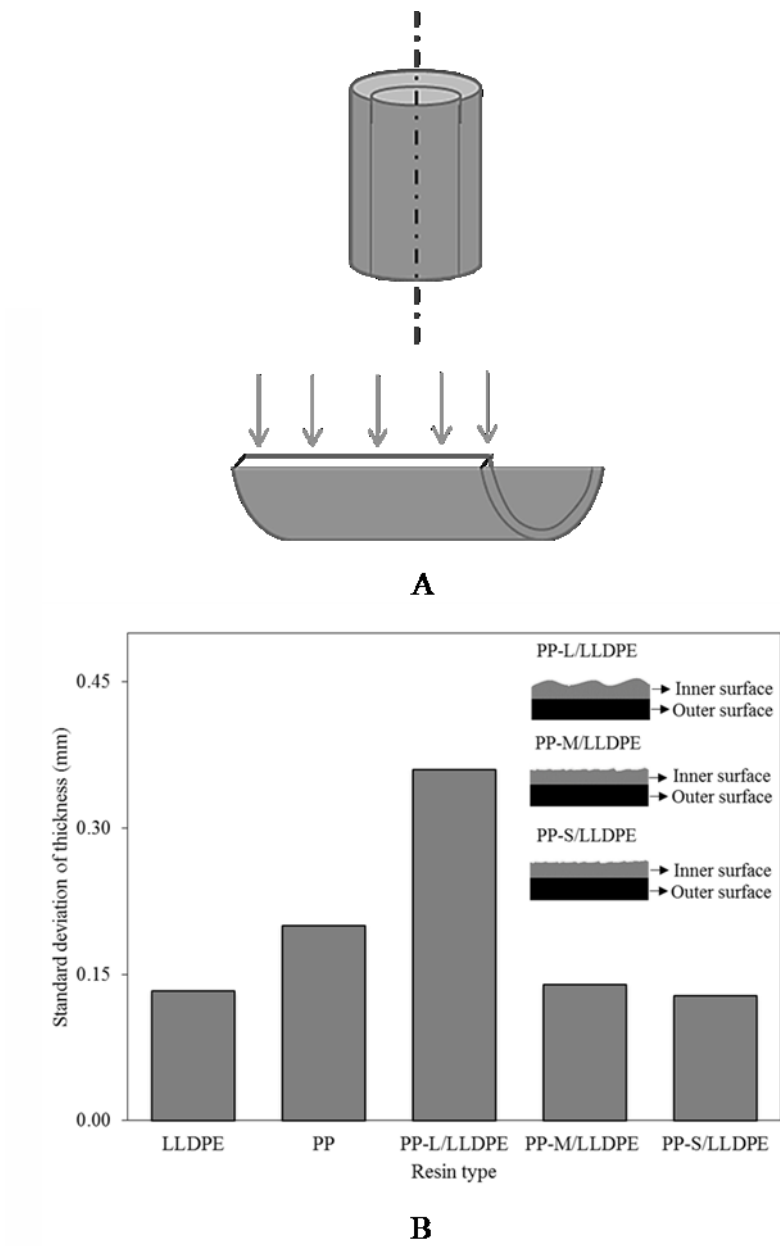 A
Standard deviation of thickness (mm)
0.45
0.30
0.15
0.00
PP-L/LLDPE
Inner surface
Outer surface
PP-M/LLDPE
Inner surface
Outer surface
PP-S/LLDPE
Inner surface
Outer surface
LLDPE PP PP-L/LLDPE PP-M/LLDPE PP-S/LLDPE
Resin type
B